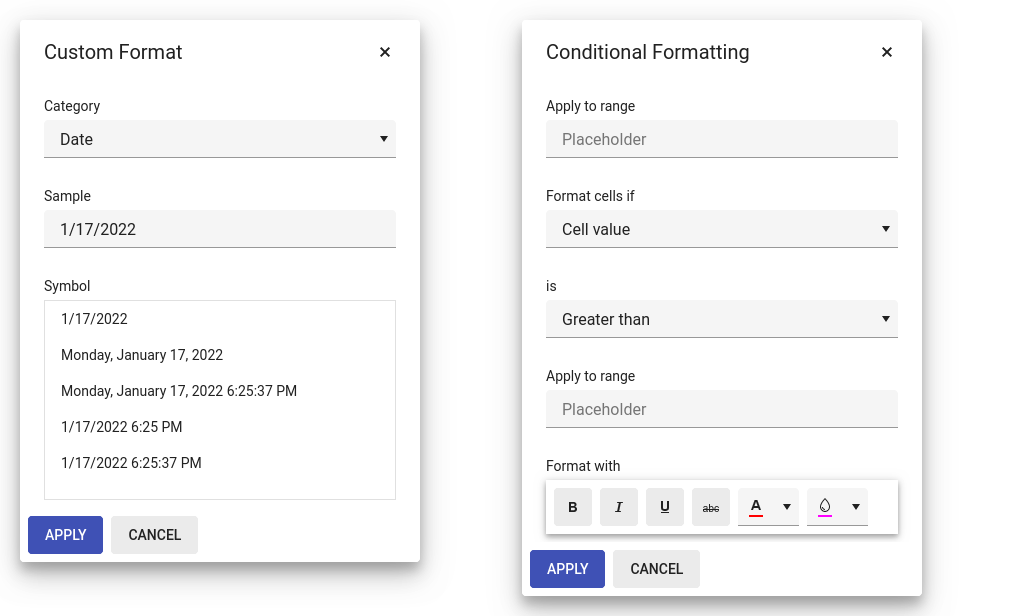 Custom Format
Category
Date
Sample
1/17/2022
Symbol
1/17/2022
Monday, January 17, 2022
Monday, January 17, 2022 6:25:37 PM
1/17/2022 6:25 PM
1/17/2022 6:25:37 PM
APPLY CANCEL
Conditional Formatting
Apply to range
Placeholder
Format cells if
Cell value
is
Greater than
Apply to range
Placeholder
Format with
B I U abc A
APPLY CANCEL